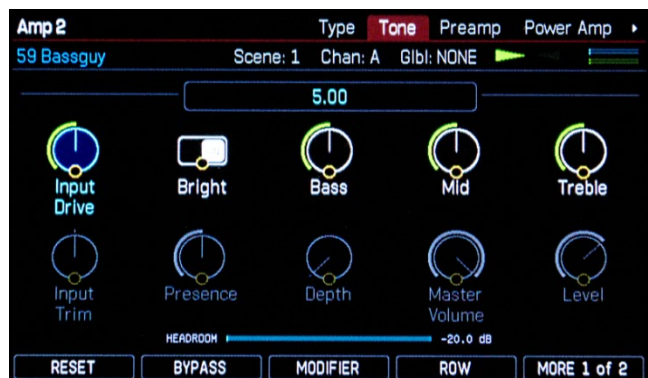 Amp 2 Type Tone Preamp Power Amp
59 Bassguy Scene: 1 Chan: A Glbl: NONE
5.00
Input Drive Bright Bass Mid Treble
Input Trim Presence Depth Master Volume Level
HEADROOM -20.0 dB
RESET BYPASS MODIFIER ROW MORE 1 of 2